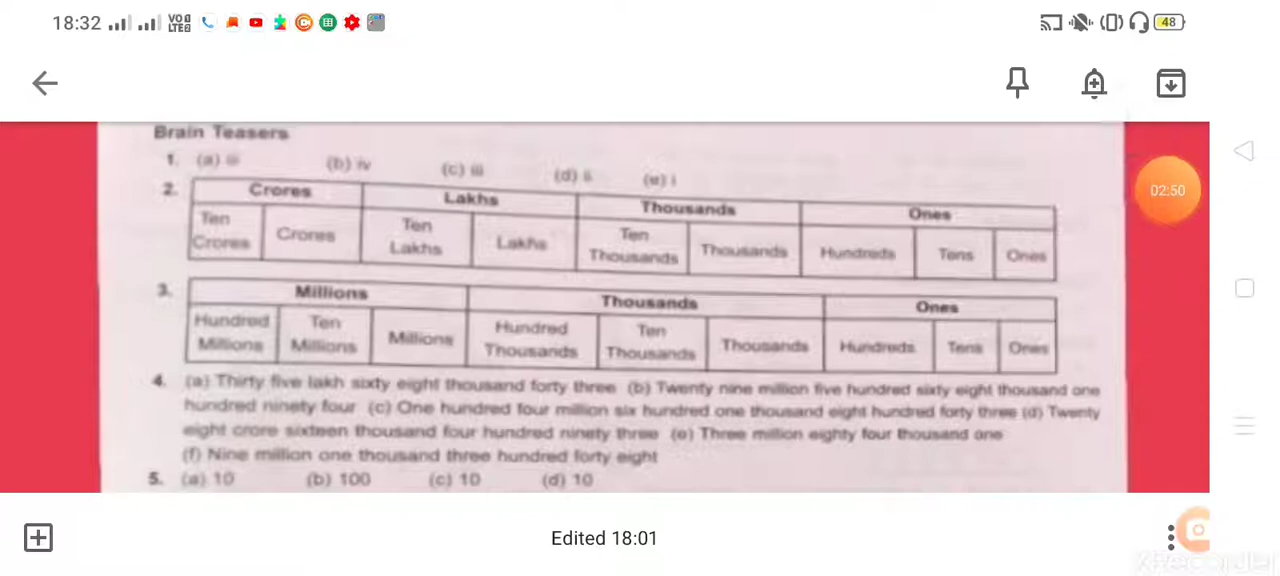 18:32 VO LTE2 48
02:50
Brain Teasers
1. (a) iii (b) iv (c) iii (d) ii (e) i
2. Crores Lakhs Thousands Ones
Ten Crores Crores Ten Lakhs Lakhs Ten Thousands Thousands Hundreds Tens Ones
3. Millions Thousands Ones
Hundred Millions Ten Millions Millions Hundred Thousands Ten Thousands Thousands Hundreds Tens Ones
4. (a) Thirty five lakh sixty eight thousand forty three (b) Twenty nine million five hundred sixty eight thousand one
hundred ninety four (c) One hundred four million six hundred one thousand eight hundred forty three (d) Twenty
eight crore sixteen thousand four hundred ninety three (e) Three million eighty four thousand one
(f) Nine million one thousand three hundred forty eight
5. (a) 10 (b) 100 (c) 10 (d) 10
Edited 18:01